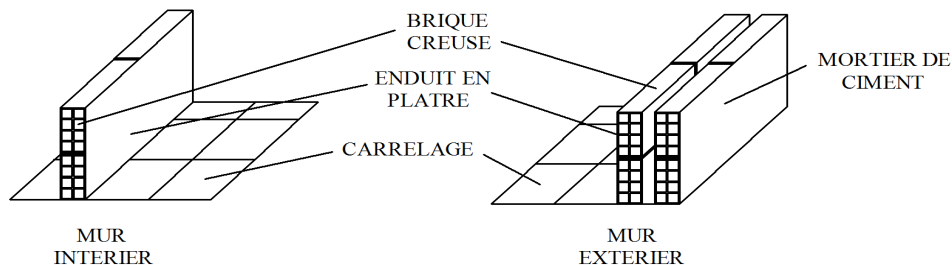 BRIQUE
CREUSE
MORTIER DE
CIMENT
ENDUIT EN
PLATRE
CARRELAGE
MUR
INTERIER
MUR
EXTERIER